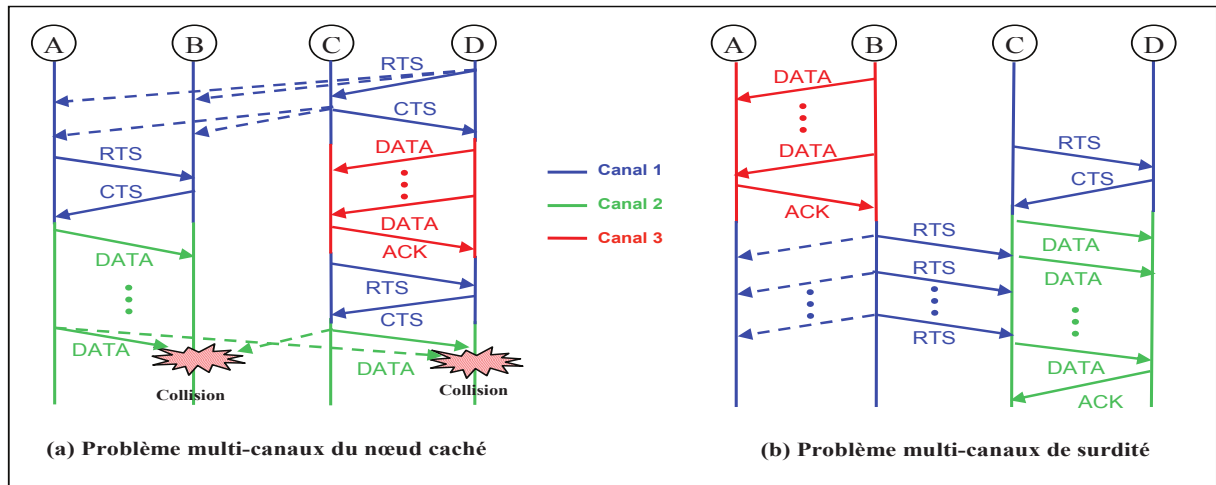 A B C D
RTS
CTS
RTS
DATA
CTS
DATA
ACK
DATA
RTS
CTS
DATA
DATA
Collision
Collision
(a) Problème multi-canaux du nœud caché
Canal 1
Canal 2
Canal 3
A B C D
DATA
DATA
RTS
CTS
ACK
RTS
DATA
RTS
DATA
RTS
DATA
ACK
(b) Problème multi-canaux de surdité